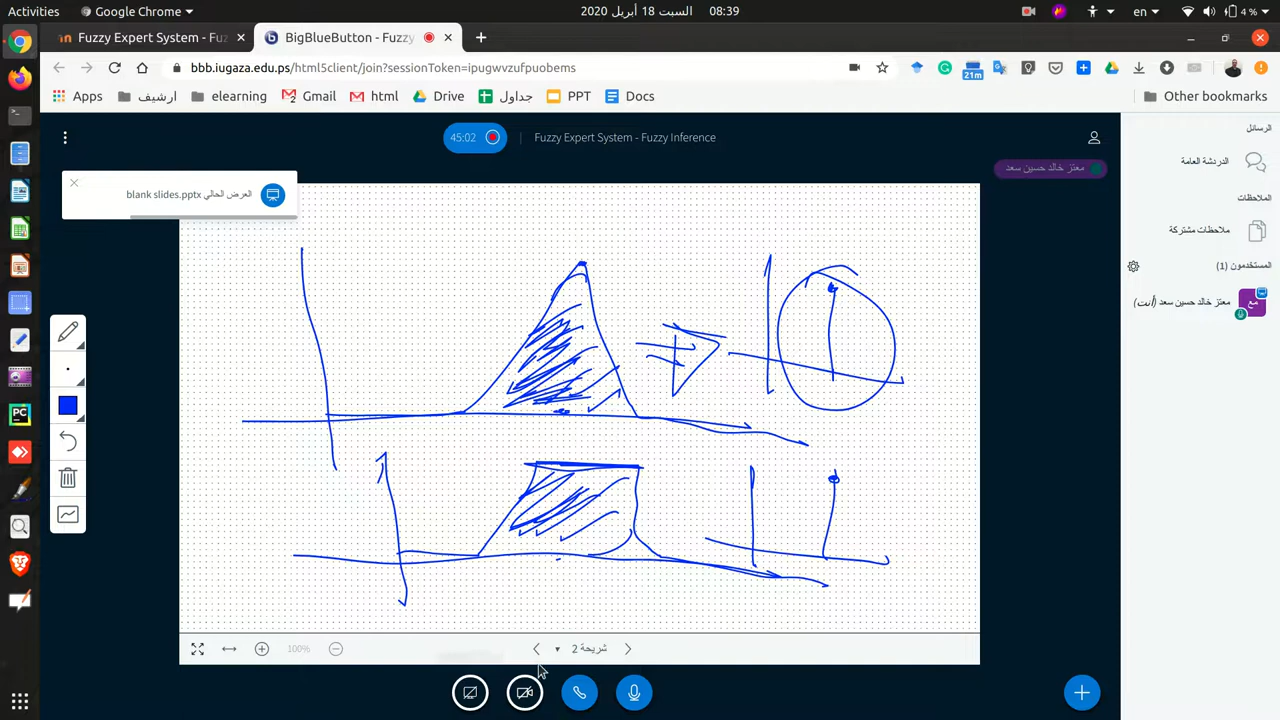 Activities
Google Chrome
السبت 18 أبريل 2020
08:39
en
4 %
Fuzzy Expert System - Fu
BigBlueButton - Fuzzy
bbb.iugaza.edu.ps/html5client/join?sessionToken=ipugwvzufpuobems
21m
Apps
ارشيف
elearning
Gmail
html
Drive
جداول
PPT
Docs
Other bookmarks
45:02
Fuzzy Expert System - Fuzzy Inference
معتز خالد حسين سعد
العرض الحالي blank slides.pptx
الرسائل
الدردشة العامة
الملاحظات
ملاحظات مشتركة
المستخدمون (1)
معتز خالد حسين سعد (أنت)
مع
PC
100%
شريحة 2